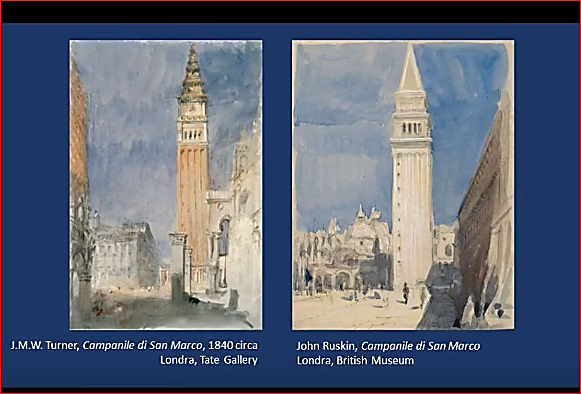 J.M.W. Turner, Campanile di San Marco, 1840 circa
Londra, Tate Gallery
John Ruskin, Campanile di San Marco
Londra, British Museum